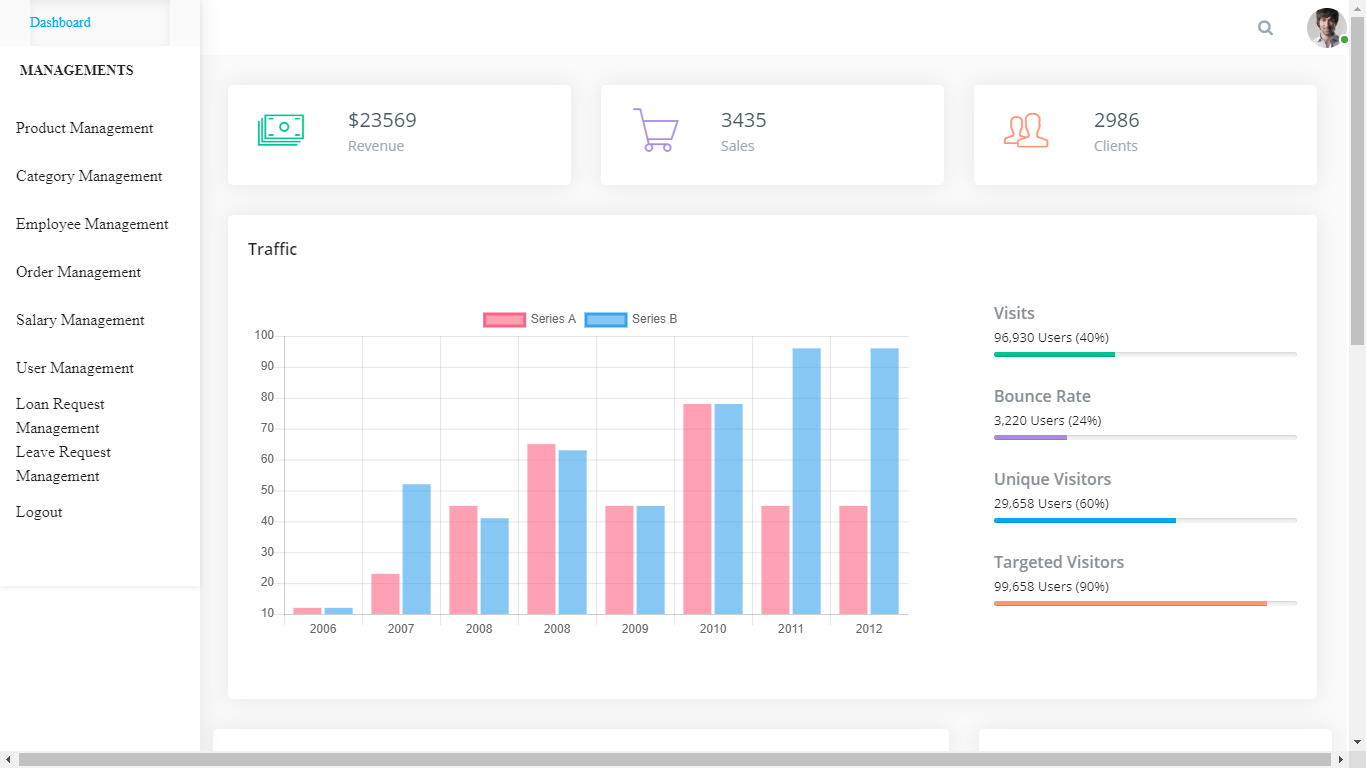 Dashboard
MANAGEMENTS
Product Management
Category Management
Employee Management
Order Management
Salary Management
User Management
Loan Request
Management
Leave Request
Management
Logout
$23569
Revenue
3435
Sales
2986
Clients
Traffic
Series A Series B
100
90
80
70
60
50
40
30
20
10
2006 2007 2008 2008 2009 2010 2011 2012
Visits
96,930 Users (40%)
Bounce Rate
3,220 Users (24%)
Unique Visitors
29,658 Users (60%)
Targeted Visitors
99,658 Users (90%)